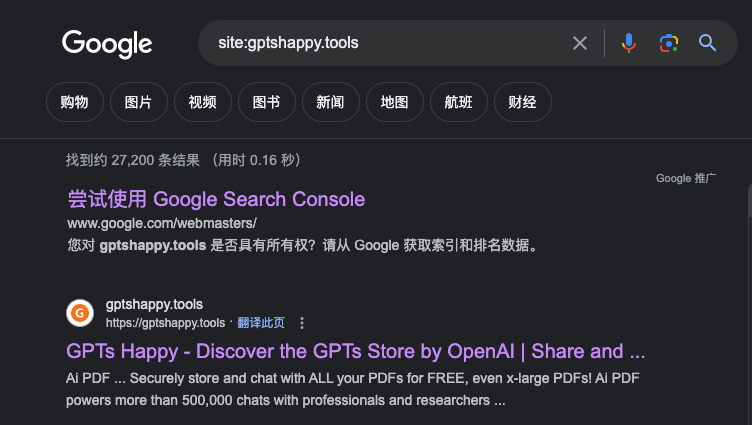 Google
site:gptshappy.tools
购物 图片 视频 图书 新闻 地图 航班 财经
找到约 27,200 条结果 （用时 0.16 秒）
Google 推广
尝试使用 Google Search Console
www.google.com/webmasters/
您对 gptshappy.tools 是否具有所有权？请从 Google 获取索引和排名数据。
G
gptshappy.tools
https://gptshappy.tools · 翻译此页
GPTs Happy - Discover the GPTs Store by OpenAI | Share and ...
Ai PDF ... Securely store and chat with ALL your PDFs for FREE, even x-large PDFs! Ai PDF
powers more than 500,000 chats with professionals and researchers ...